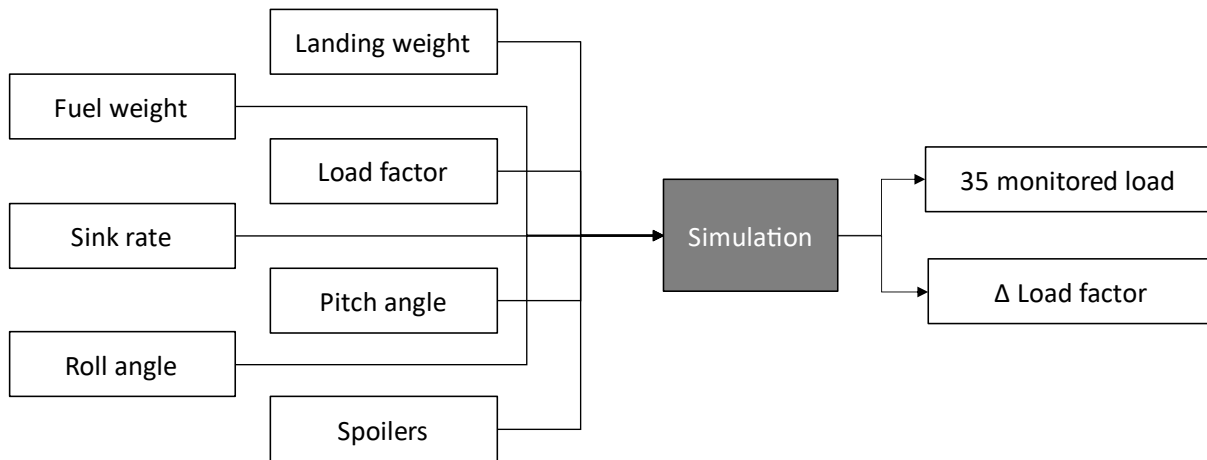 Landing weight
Fuel weight
Load factor
Sink rate
Pitch angle
Roll angle
Spoilers
Simulation
35 monitored load
Δ Load factor